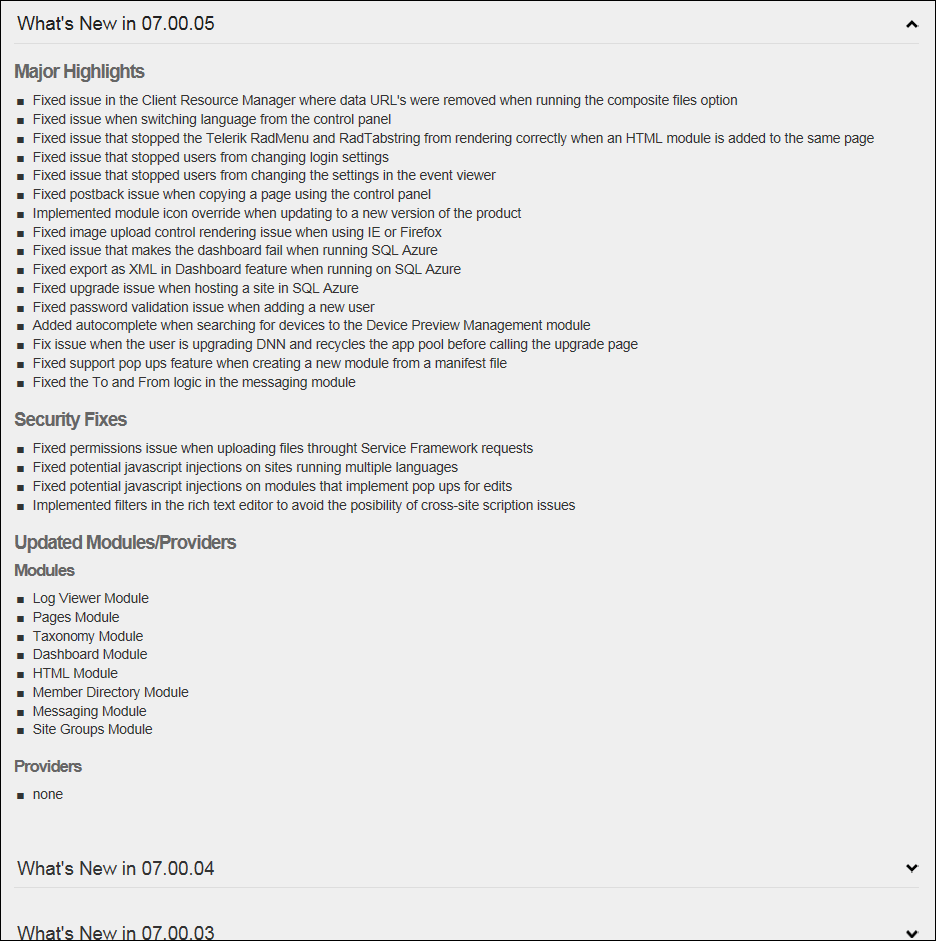 What's New in 07.00.05
Major Highlights
Fixed issue in the Client Resource Manager where data URL's were removed when running the composite files option
Fixed issue when switching language from the control panel
Fixed issue that stopped the Telerik RadMenu and RadTabstring from rendering correctly when an HTML module is added to the same page
Fixed issue that stopped users from changing login settings
Fixed issue that stopped users from changing the settings in the event viewer
Fixed postback issue when copying a page using the control panel
Implemented module icon override when updating to a new version of the product
Fixed image upload control rendering issue when using IE or Firefox
Fixed issue that makes the dashboard fail when running SQL Azure
Fixed export as XML in Dashboard feature when running on SQL Azure
Fixed upgrade issue when hosting a site in SQL Azure
Fixed password validation issue when adding a new user
Added autocomplete when searching for devices to the Device Preview Management module
Fix issue when the user is upgrading DNN and recycles the app pool before calling the upgrade page
Fixed support pop ups feature when creating a new module from a manifest file
Fixed the To and From logic in the messaging module
Security Fixes
Fixed permissions issue when uploading files throught Service Framework requests
Fixed potential javascript injections on sites running multiple languages
Fixed potential javascript injections on modules that implement pop ups for edits
Implemented filters in the rich text editor to avoid the posibility of cross-site scription issues
Updated Modules/Providers
Modules
Log Viewer Module
Pages Module
Taxonomy Module
Dashboard Module
HTML Module
Member Directory Module
Messaging Module
Site Groups Module
Providers
none
What's New in 07.00.04
What's New in 07.00.03